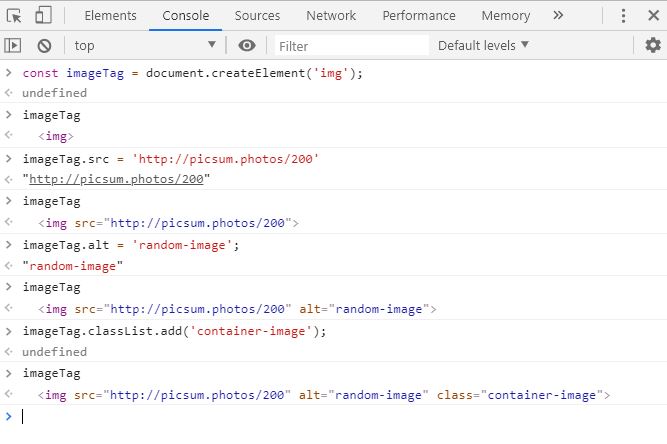 Elements Console Sources Network Performance Memory »
top Filter Default levels
> const imageTag = document.createElement('img');
undefined
> imageTag
<img>
> imageTag.src = 'http://picsum.photos/200'
"http://picsum.photos/200"
> imageTag
<img src="http://picsum.photos/200">
> imageTag.alt = 'random-image';
"random-image"
> imageTag
<img src="http://picsum.photos/200" alt="random-image">
> imageTag.classList.add('container-image');
undefined
> imageTag
<img src="http://picsum.photos/200" alt="random-image" class="container-image">
>